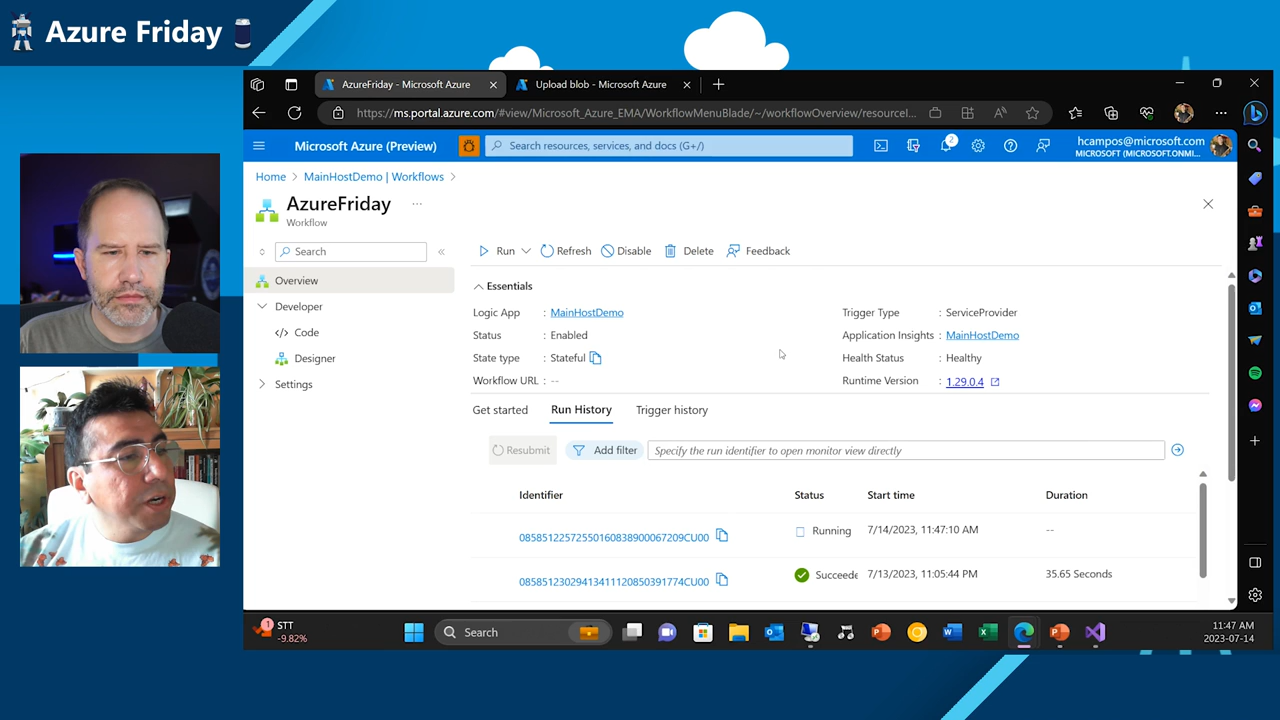 Azure Friday
AzureFriday - Microsoft Azure
Upload blob - Microsoft Azure
https://ms.portal.azure.com/#view/Microsoft_Azure_EMA/WorkflowMenuBlade/~/workflowOverview/resourceI...
Microsoft Azure (Preview)
Search resources, services, and docs (G+/)
2
hcampos@microsoft.com
MICROSOFT (MICROSOFT.ONMI...
Home > MainHostDemo | Workflows >
AzureFriday ...
Workflow
Search
Run
Refresh
Disable
Delete
Feedback
Overview
Developer
Code
Designer
Settings
Essentials
Logic App : MainHostDemo
Status : Enabled
State type : Stateful
Workflow URL : --
Trigger Type : ServiceProvider
Application Insights : MainHostDemo
Health Status : Healthy
Runtime Version : 1.29.0.4
Get started
Run History
Trigger history
Resubmit
Add filter
Specify the run identifier to open monitor view directly
Identifier Status Start time Duration
08585122572550160838900067209CU00 Running 7/14/2023, 11:47:10 AM --
08585123029413411120850391774CU00 Succeede 7/13/2023, 11:05:44 PM 35.65 Seconds
1
STT
-9.82%
Search
11:47 AM
2023-07-14